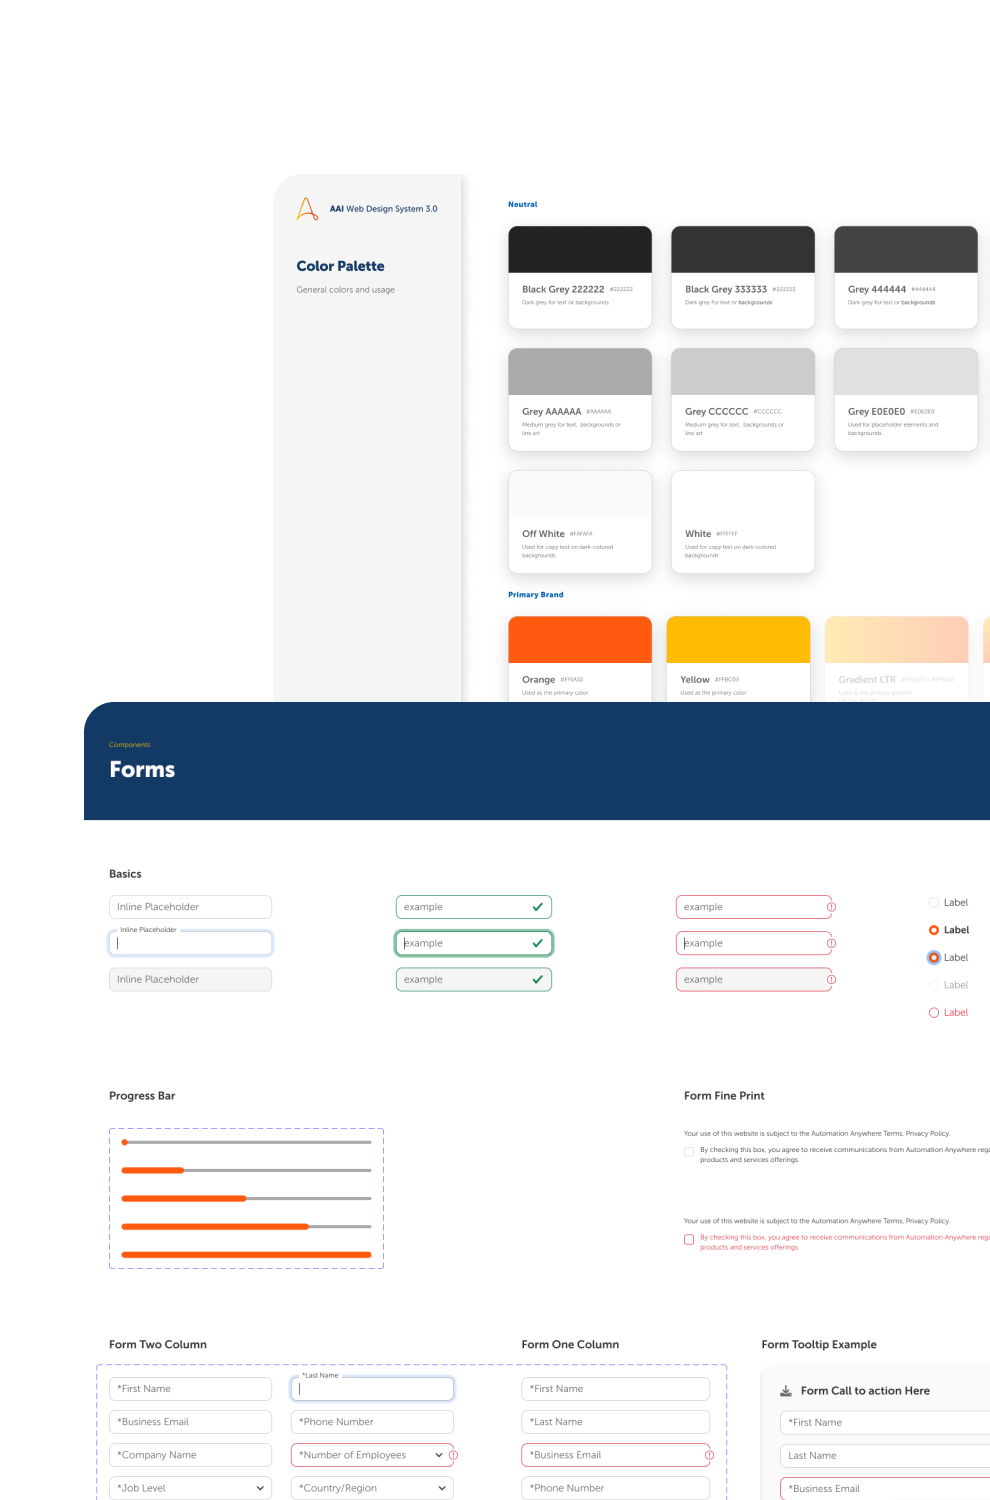 AAI Web Design System 3.0
Color Palette
General colors and usage
Neutral
Black Grey 222222 #222222
Dark grey for text or backgrounds
Black Grey 333333 #333333
Dark grey for text or backgrounds
Grey 444444 #444444
Dark grey for text or backgrounds
Grey AAAAAA #AAAAAA
Medium grey for text, backgrounds or
line art
Grey CCCCCC #CCCCCC
Medium grey for text, backgrounds or
line art
Grey E0E0E0 #E0E0E0
Used for placeholder elements and
backgrounds
Off White #FAFAFA
Used for copy text on dark-colored
backgrounds
White #FFFFFF
Used for copy text on dark-colored
backgrounds
Primary Brand
Orange #FF5A10
Used as the primary color
Yellow #FFBC03
Used as the primary color
Gradient LTR #FFBC03 > #FF5A10
Used as the primary gradient
Components
Forms
Basics
Inline Placeholder
Inline Placeholder
Inline Placeholder
example
example
example
example
example
example
Label
Label
Label
Label
Label
Progress Bar
Form Fine Print
Your use of this website is subject to the Automation Anywhere Terms, Privacy Policy.
By checking this box, you agree to receive communications from Automation Anywhere rega
products and services offerings.
Your use of this website is subject to the Automation Anywhere Terms, Privacy Policy.
By checking this box, you agree to receive communications from Automation Anywhere rega
products and services offerings.
Form Two Column
*First Name
*Last Name
*Business Email
*Phone Number
*Company Name
*Number of Employees
*Job Level
*Country/Region
Form One Column
*First Name
*Last Name
*Business Email
*Phone Number
Form Tooltip Example
Form Call to action Here
*First Name
Last Name
*Business Email